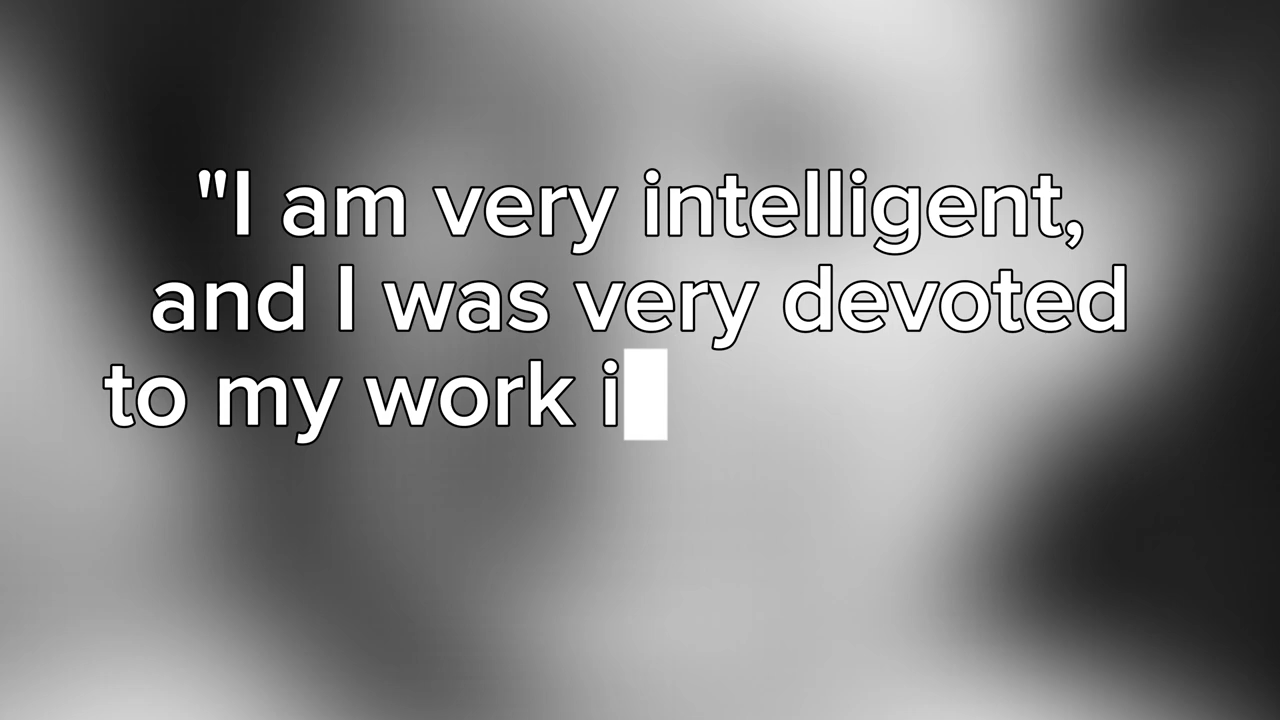 "I am very intelligent,
and I was very devoted
to my work i